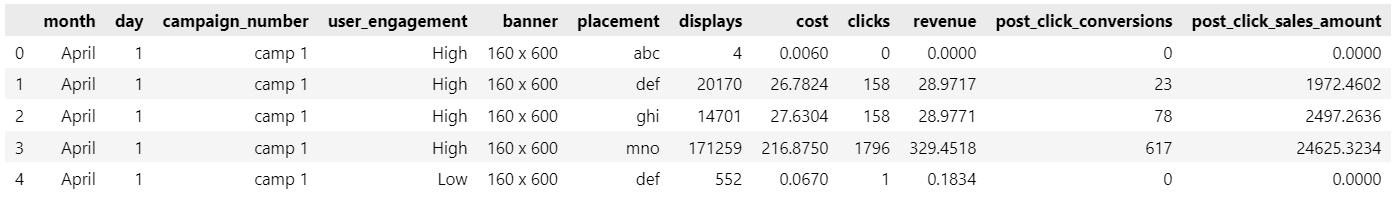 month day campaign_number user_engagement banner placement displays cost clicks revenue post_click_conversions post_click_sales_amount
0 April 1 camp 1 High 160 x 600 abc 4 0.0060 0 0.0000 0 0.0000
1 April 1 camp 1 High 160 x 600 def 20170 26.7824 158 28.9717 23 1972.4602
2 April 1 camp 1 High 160 x 600 ghi 14701 27.6304 158 28.9771 78 2497.2636
3 April 1 camp 1 High 160 x 600 mno 171259 216.8750 1796 329.4518 617 24625.3234
4 April 1 camp 1 Low 160 x 600 def 552 0.0670 1 0.1834 0 0.0000